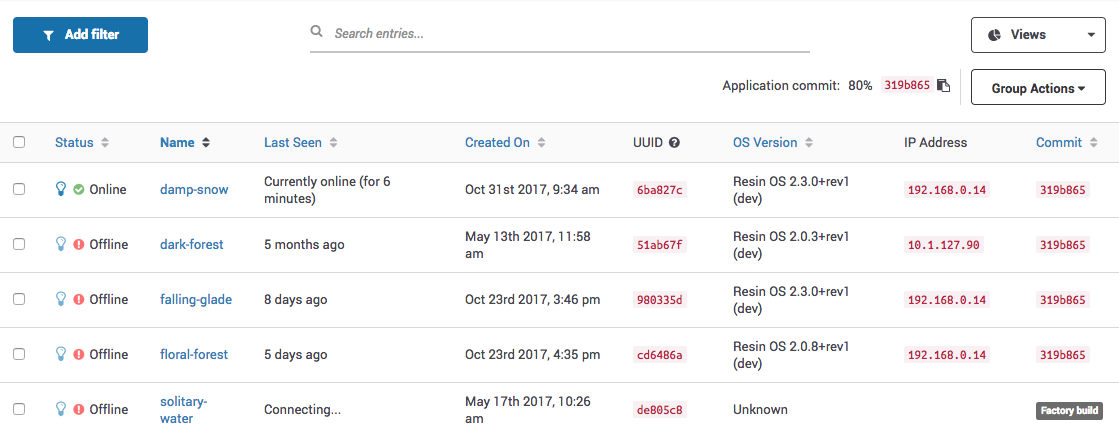 Add filter
Search entries...
Views
Application commit: 80% 319b865
Group Actions
Status Name Last Seen Created On UUID OS Version IP Address Commit
Online damp-snow Currently online (for 6 minutes) Oct 31st 2017, 9:34 am 6ba827c Resin OS 2.3.0+rev1 (dev) 192.168.0.14 319b865
Offline dark-forest 5 months ago May 13th 2017, 11:58 am 51ab67f Resin OS 2.0.3+rev1 (dev) 10.1.127.90 319b865
Offline falling-glade 8 days ago Oct 23rd 2017, 3:46 pm 980335d Resin OS 2.3.0+rev1 (dev) 192.168.0.14 319b865
Offline floral-forest 5 days ago Oct 23rd 2017, 4:35 pm cd6486a Resin OS 2.0.8+rev1 (dev) 192.168.0.14 319b865
Offline solitary-water Connecting... May 17th 2017, 10:26 am de805c8 Unknown Factory build